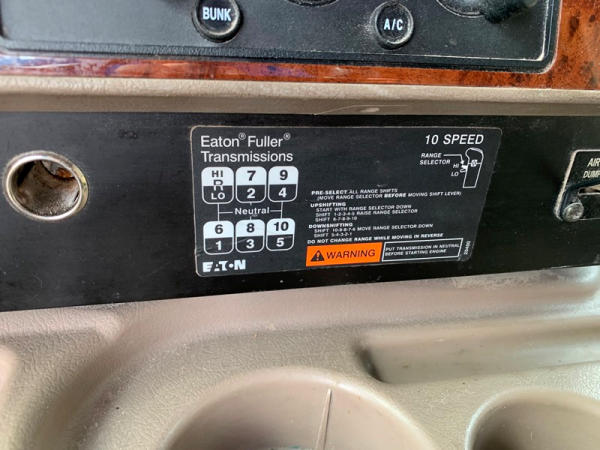 BUNK
A/C
Eaton® Fuller®
Transmissions
10 SPEED
RANGE
SELECTOR
HI
LO
HI 7 9
R
LO 2 4
Neutral
6 8 10
1 3 5
PRE-SELECT ALL RANGE SHIFTS
(MOVE RANGE SELECTOR BEFORE MOVING SHIFT LEVER)
UPSHIFTING
START WITH RANGE SELECTOR DOWN
SHIFT 1-2-3-4-5 RAISE RANGE SELECTOR
SHIFT 6-7-8-9-10
DOWNSHIFTING
SHIFT 10-9-8-7-6 MOVE RANGE SELECTOR DOWN
SHIFT 5-4-3-2-1
DO NOT CHANGE RANGE WHILE MOVING IN REVERSE
WARNING
PUT TRANSMISSION IN NEUTRAL
BEFORE STARTING ENGINE
EATON
AIR
DUMP